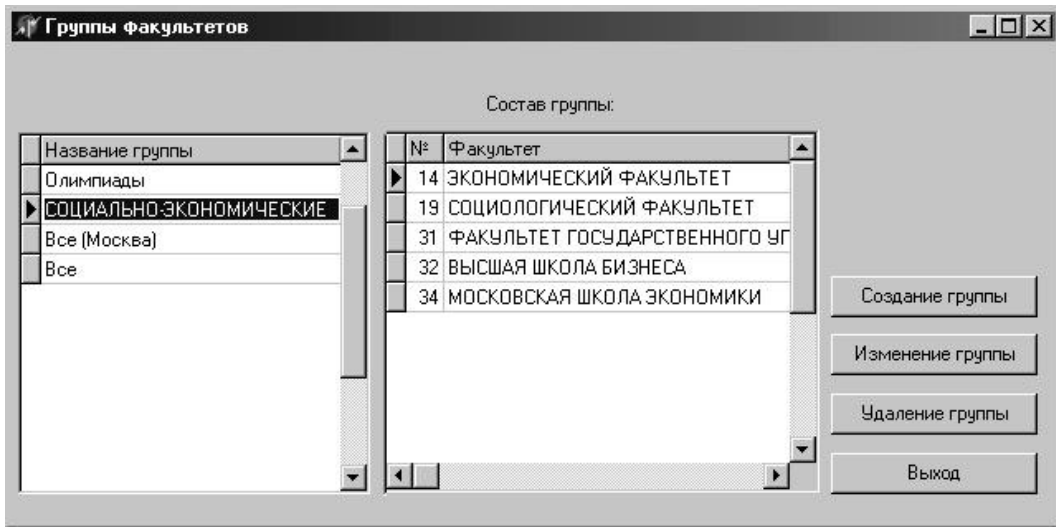 Группы факультетов
Состав группы:
Название группы
Олимпиады
СОЦИАЛЬНО-ЭКОНОМИЧЕСКИЕ
Все (Москва)
Все
№ Факультет
14 ЭКОНОМИЧЕСКИЙ ФАКУЛЬТЕТ
19 СОЦИОЛОГИЧЕСКИЙ ФАКУЛЬТЕТ
31 ФАКУЛЬТЕТ ГОСУДАРСТВЕННОГО УП
32 ВЫСШАЯ ШКОЛА БИЗНЕСА
34 МОСКОВСКАЯ ШКОЛА ЭКОНОМИКИ
Создание группы
Изменение группы
Удаление группы
Выход